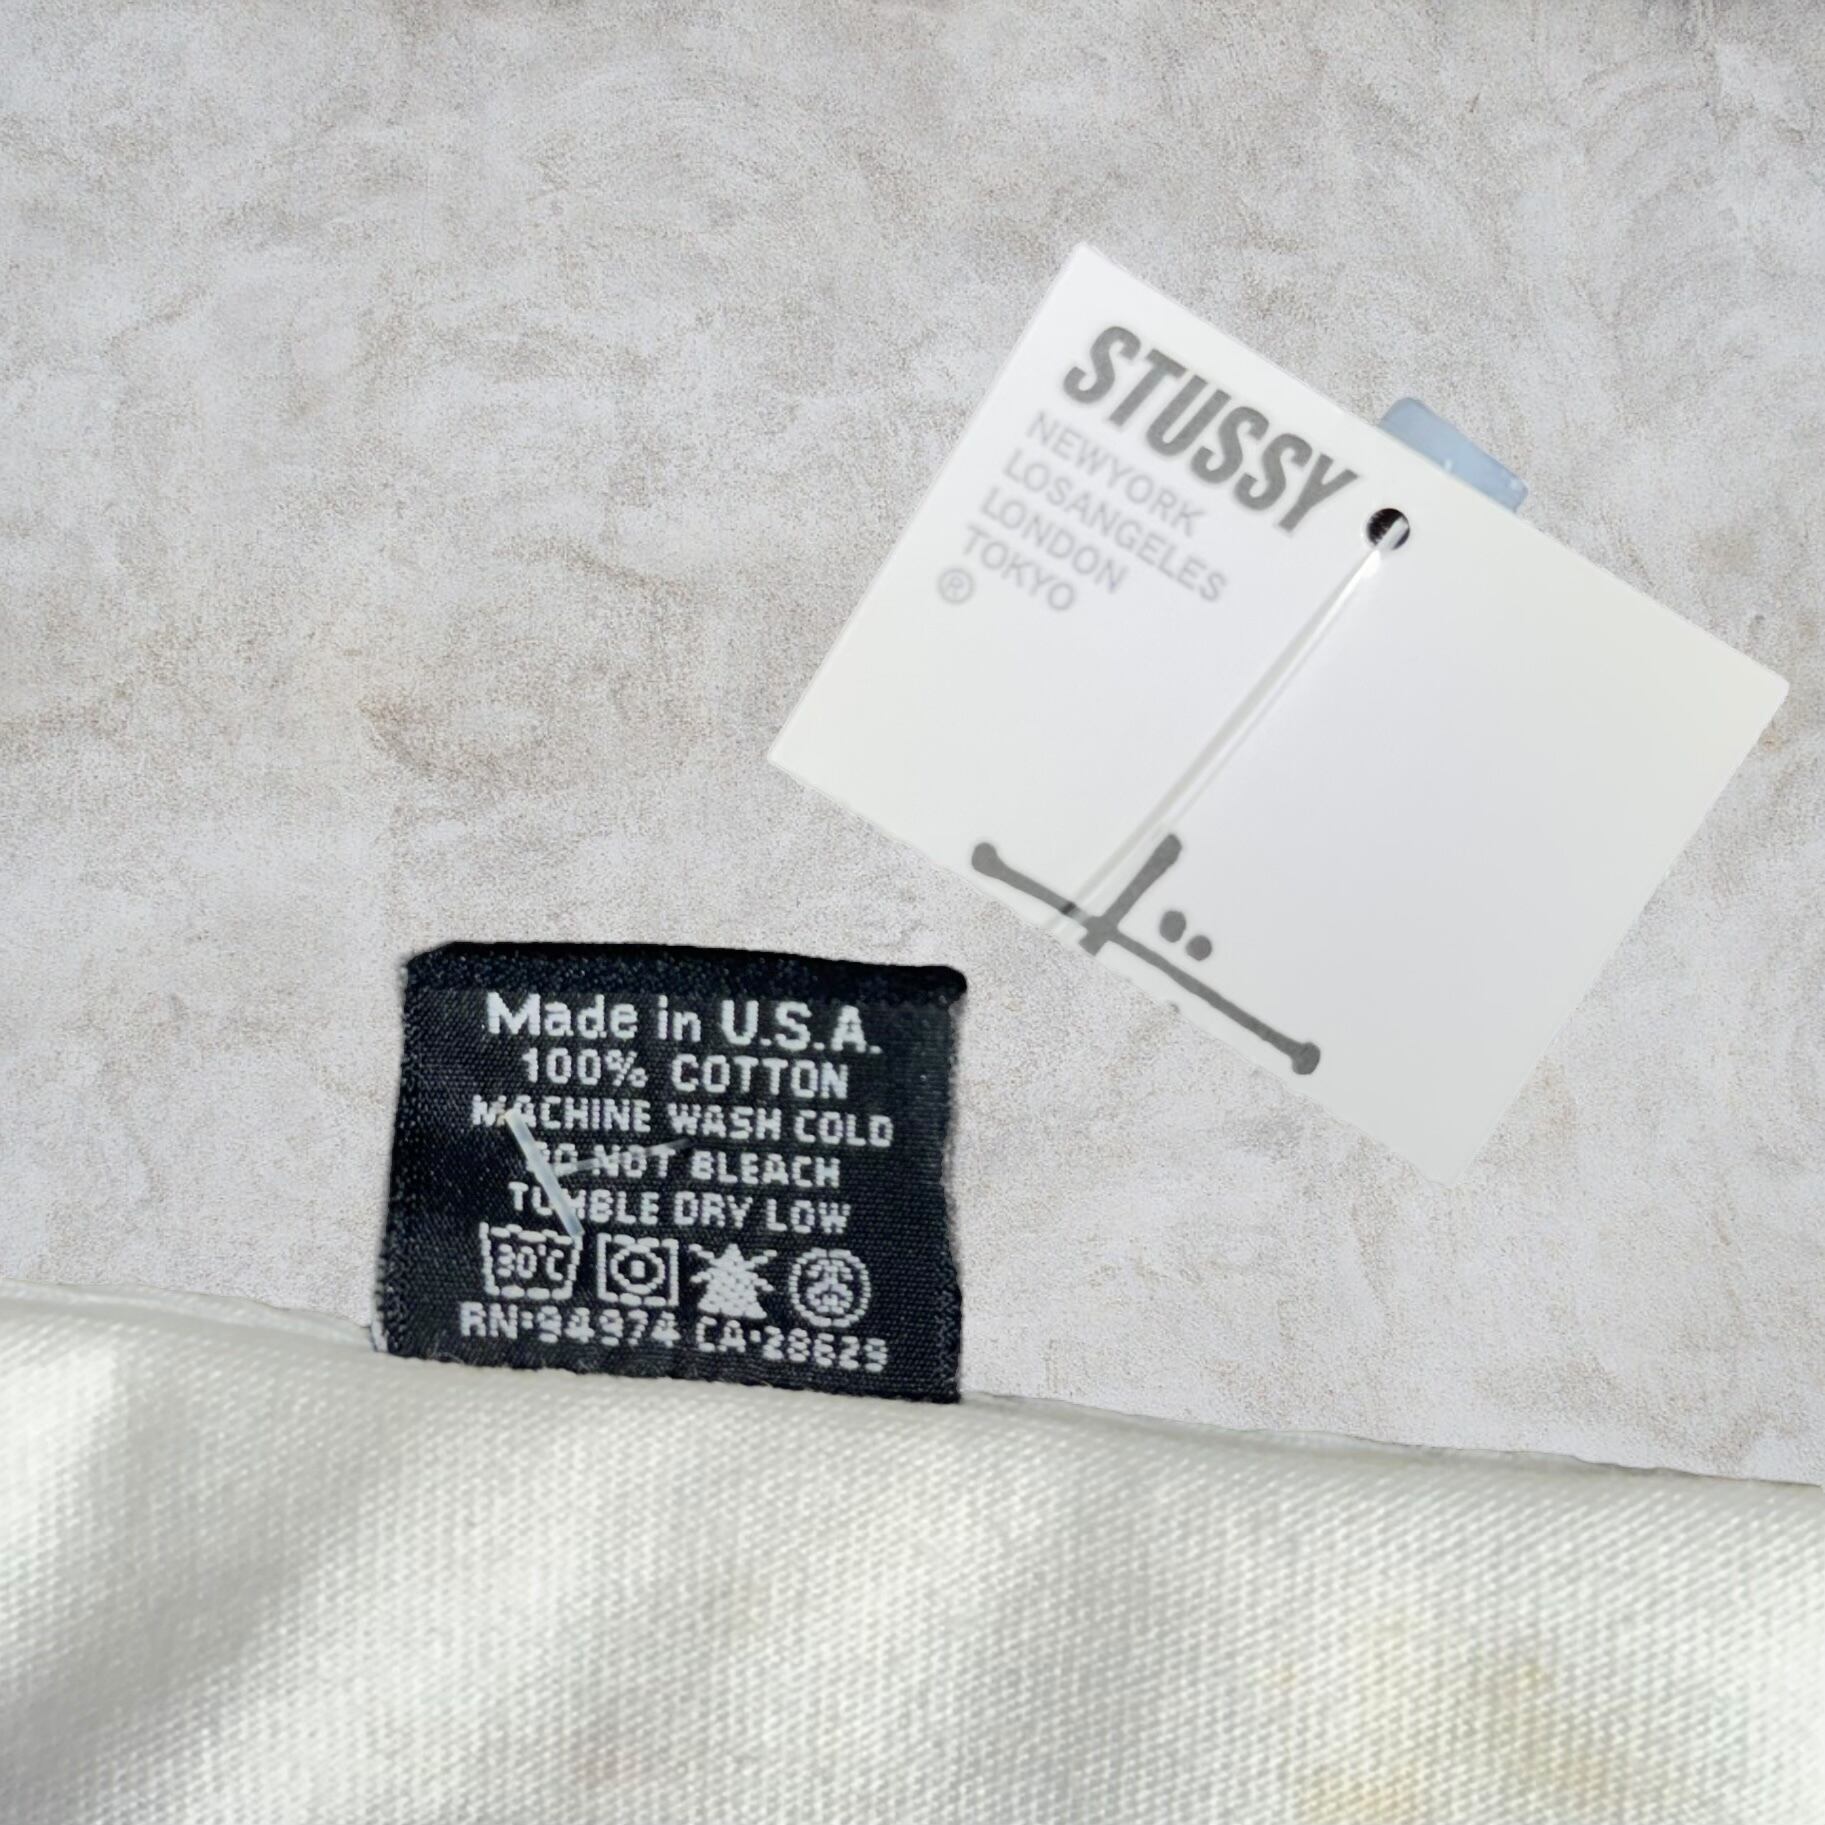 STUSSY
NEWYORK
LOSANGELES
LONDON
TOKYO
®
Made in U.S.A.
100% COTTON
MACHINE WASH COLD
DO NOT BLEACH
TUMBLE DRY LOW
30°C
RN:94974 CA:28629